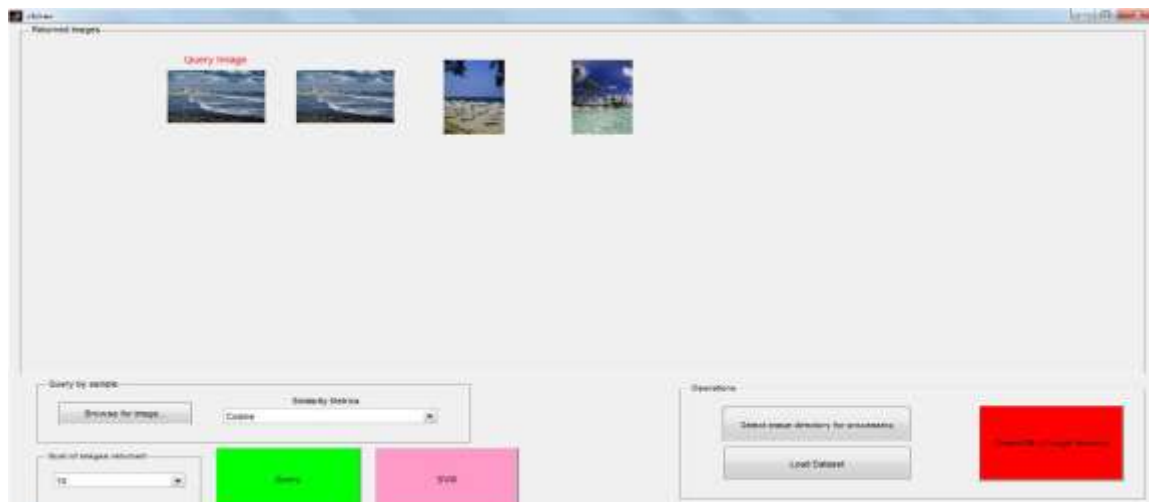 Returned Images
Query Image
Query by sample
Browse for image...
Similarity Metrics
Cosine
Num of images returned
10
Query
SVM
Operations
Select image directory for processing
Load Dataset